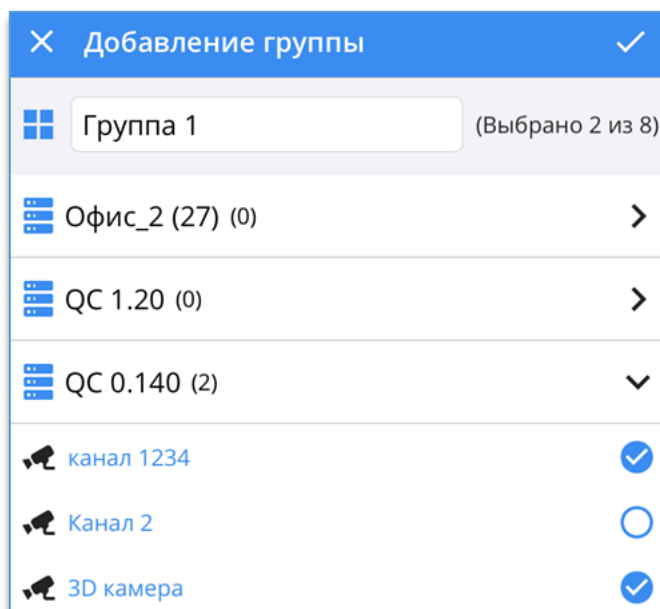 Добавление группы
Группа 1 (Выбрано 2 из 8)
Офис_2 (27) (0)
QC 1.20 (0)
QC 0.140 (2)
канал 1234
Канал 2
3D камера